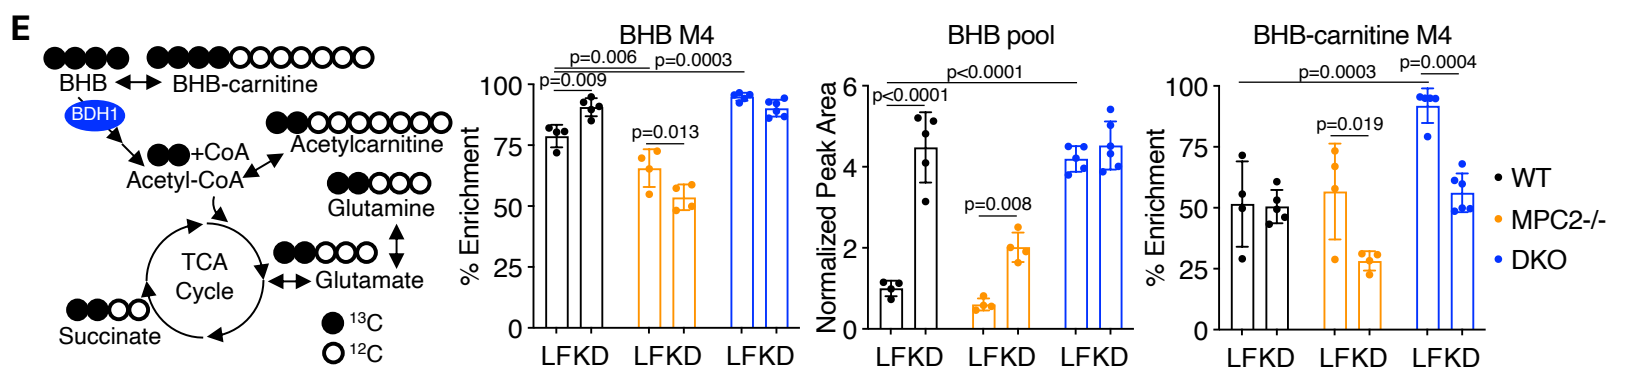 E
BHB
BHB-carnitine
BDH1
+CoA
Acetyl-CoA
Acetylcarnitine
Glutamine
Glutamate
TCA
Cycle
Succinate
13C
12C
BHB M4
p=0.006
p=0.0003
p=0.009
p=0.013
% Enrichment
100
75
50
25
0
LFKD LFKD LFKD
BHB pool
p<0.0001
p<0.0001
p=0.008
Normalized Peak Area
6
4
2
0
LFKD LFKD LFKD
BHB-carnitine M4
p=0.0004
p=0.0003
p=0.019
% Enrichment
100
75
50
25
0
LFKD LFKD LFKD
WT
MPC2-/-
DKO